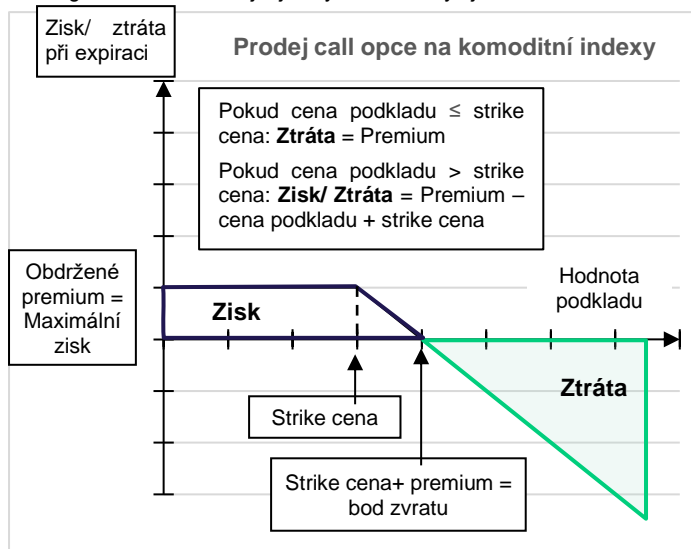 Zisk/ ztráta
při expiraci
Prodej call opce na komoditní indexy
Pokud cena podkladu ≤ strike
cena: Ztráta = Premium
Pokud cena podkladu > strike
cena: Zisk/ Ztráta = Premium –
cena podkladu + strike cena
Obdržené
premium =
Maximální
zisk
Zisk
Hodnota
podkladu
Ztráta
Strike cena
Strike cena+ premium =
bod zvratu